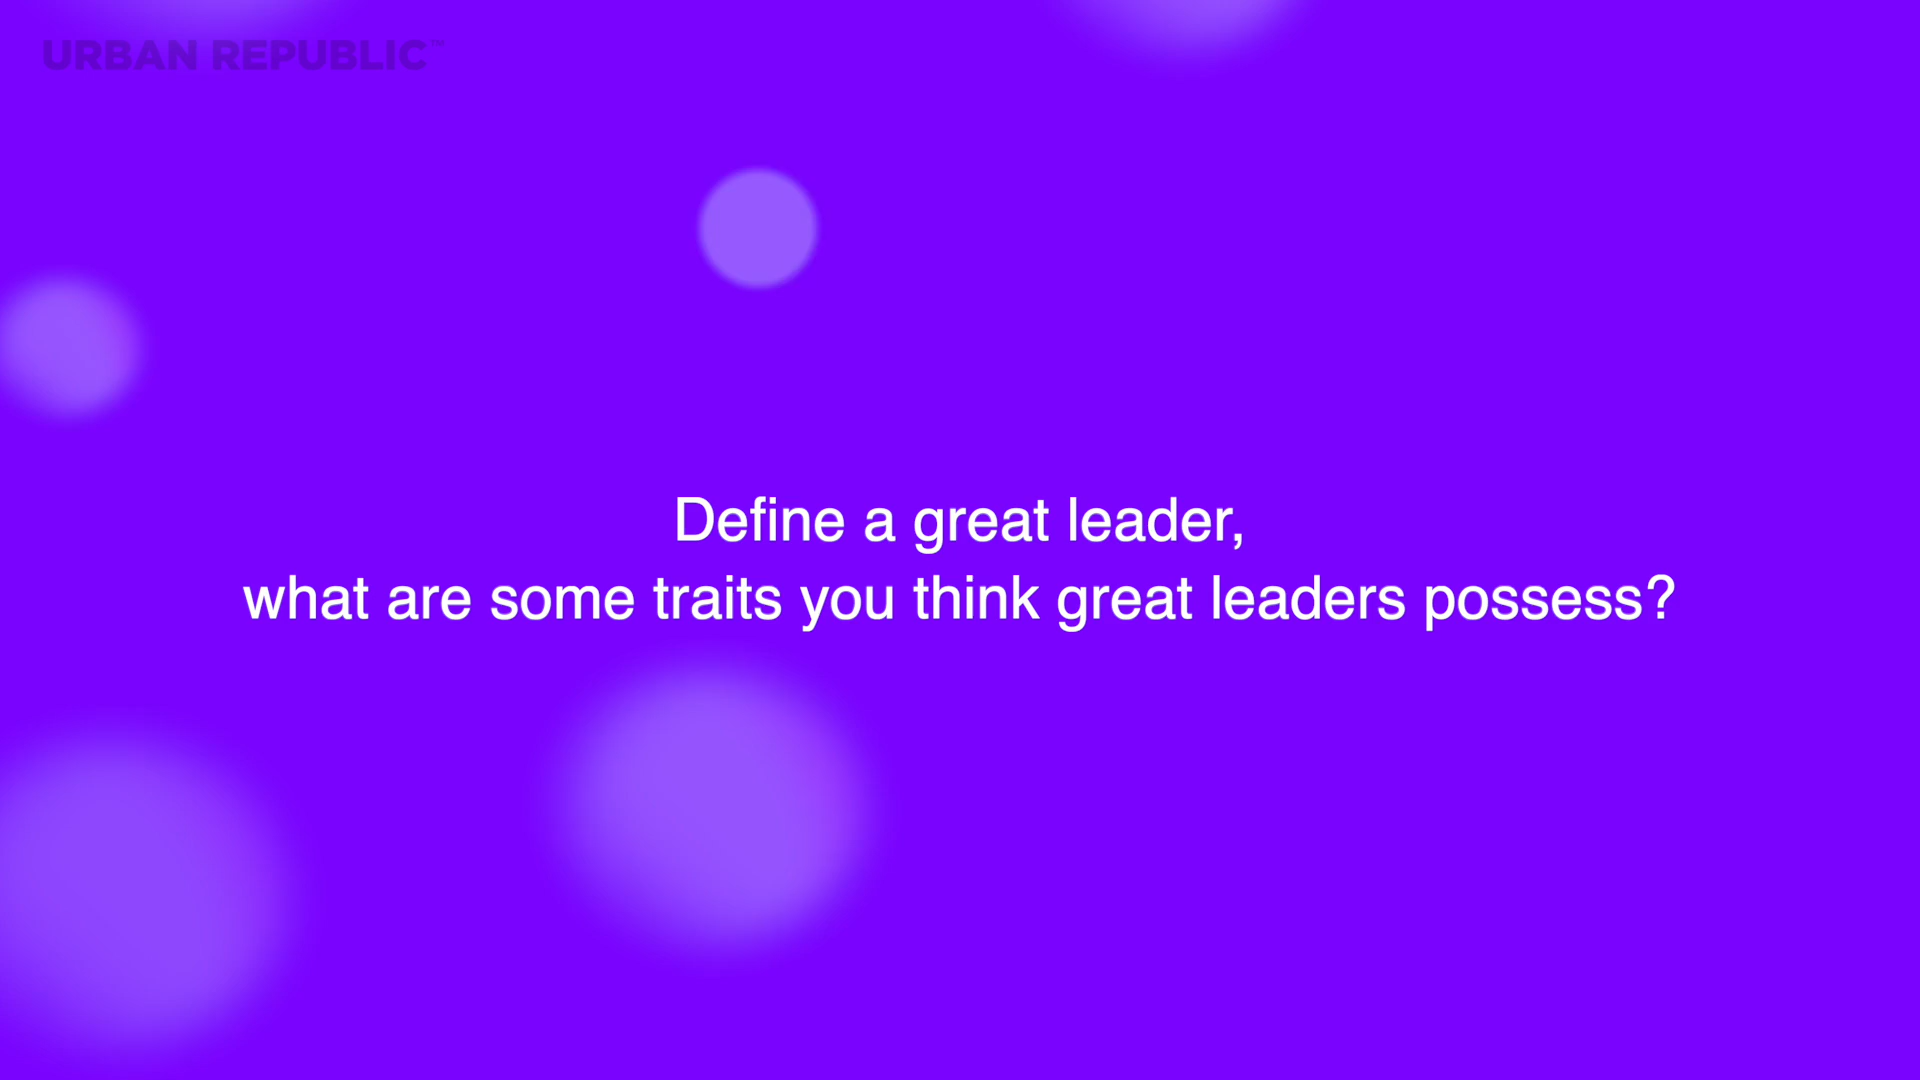 URBAN REPUBLIC™
Define a great leader,
what are some traits you think great leaders possess?